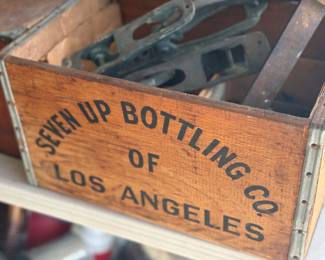 SEVEN UP BOTTLING CO.
OF
LOS ANGELES